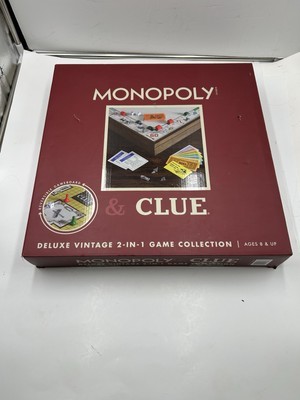 MONOPOLY
& CLUE
DELUXE VINTAGE 2-IN-1 GAME COLLECTION | AGES 8 & UP
MONOPOLY CLUE